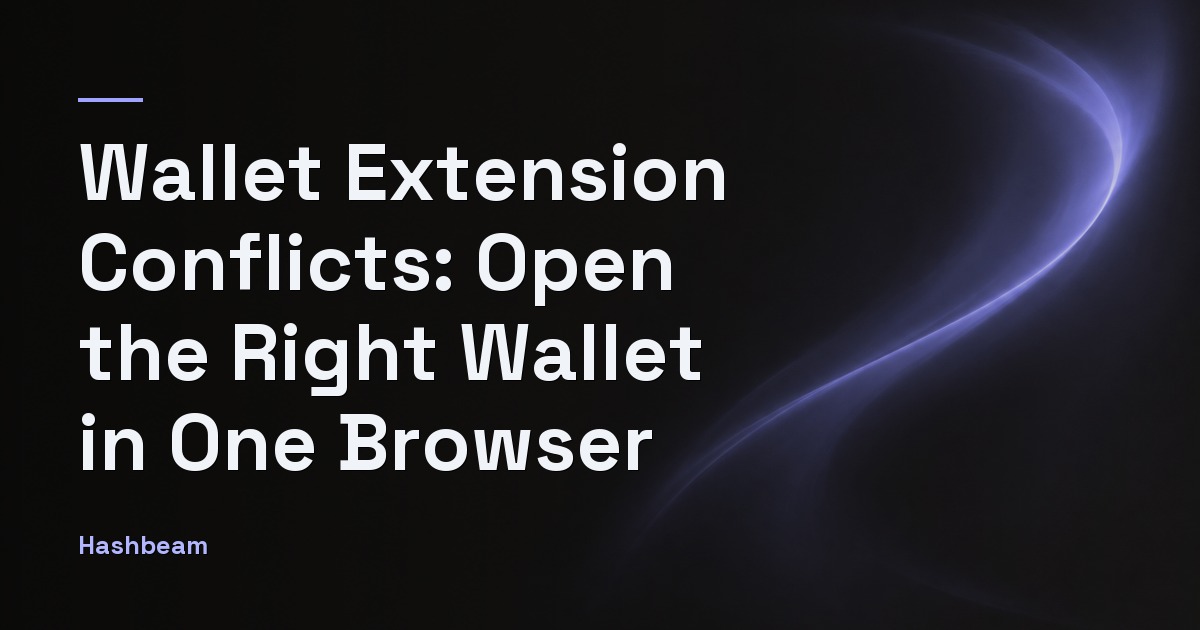 Wallet Extension
Conflicts: Open
the Right Wallet
in One Browser
Hashbeam